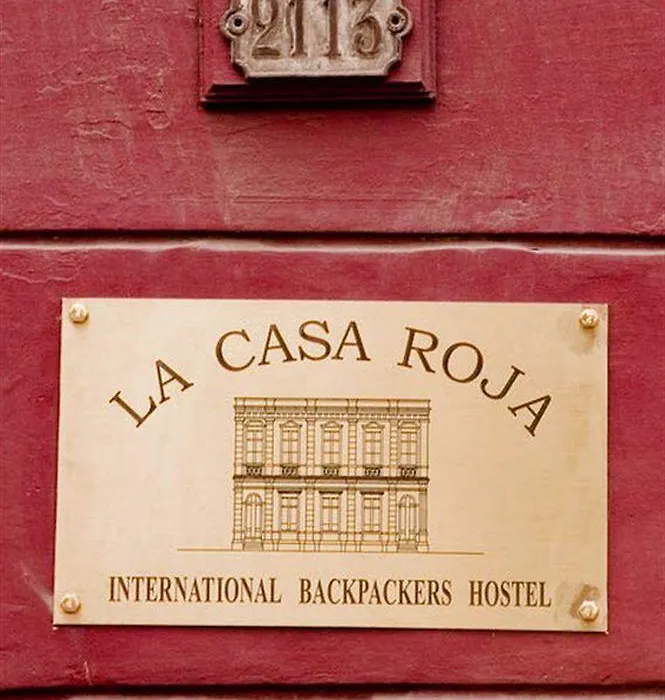 2113
LA CASA ROJA
INTERNATIONAL BACKPACKERS HOSTEL